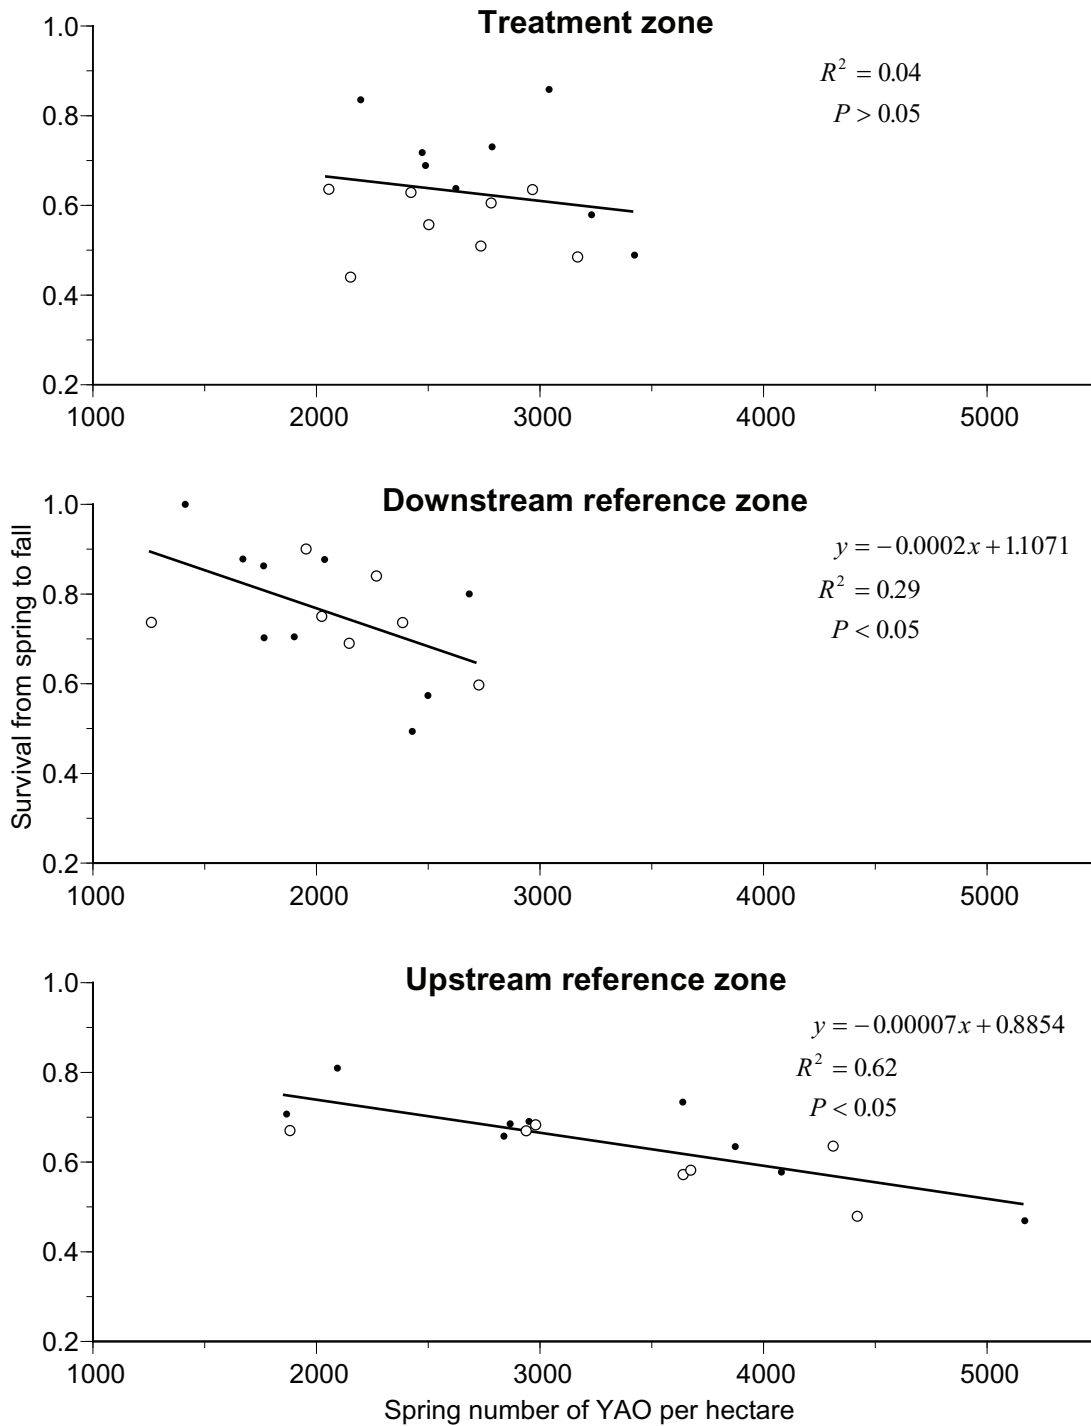 Treatment zone
R² = 0.04
P > 0.05
1.0
0.8
0.6
0.4
0.2
1000 2000 3000 4000 5000
Downstream reference zone
y = −0.0002x + 1.1071
R² = 0.29
P < 0.05
1.0
0.8
0.6
0.4
0.2
1000 2000 3000 4000 5000
Survival from spring to fall
Upstream reference zone
y = −0.00007x + 0.8854
R² = 0.62
P < 0.05
1.0
0.8
0.6
0.4
0.2
1000 2000 3000 4000 5000
Spring number of YAO per hectare